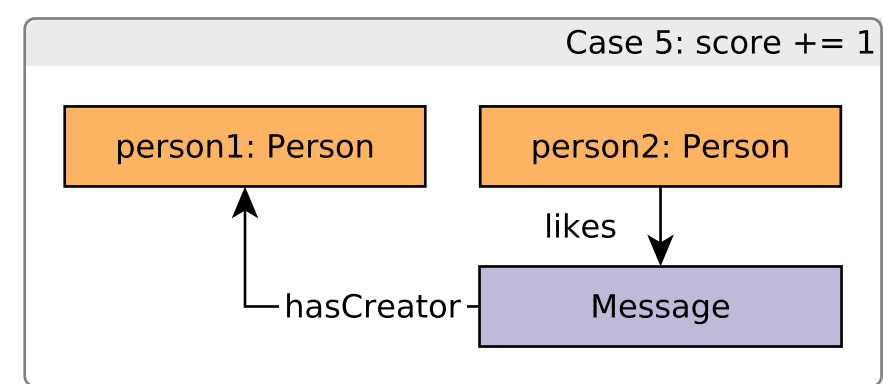 Case 5: score += 1
person1: Person
person2: Person
likes
hasCreator
Message